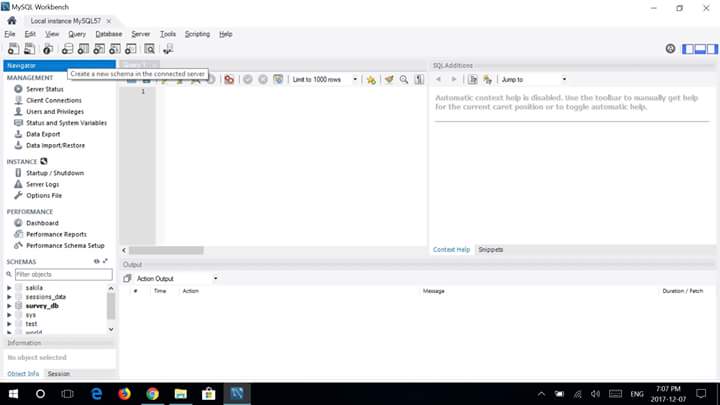 MySQL Workbench
Local instance MySQL57
File Edit View Query Database Server Tools Scripting Help
Navigator
Create a new schema in the connected server
MANAGEMENT
Server Status
Client Connections
Users and Privileges
Status and System Variables
Data Export
Data Import/Restore
INSTANCE
Startup / Shutdown
Server Logs
Options File
PERFORMANCE
Dashboard
Performance Reports
Performance Schema Setup
SCHEMAS
Filter objects
sakila
sessions_data
survey_db
sys
test
world
Information
No object selected
Object Info Session
Limit to 1000 rows
1
SQLAdditions
Jump to
Automatic context help is disabled. Use the toolbar to manually get help
for the current caret position or to toggle automatic help.
Context Help Snippets
Output
Action Output
# Time Action Message Duration / Fetch
ENG
7:07 PM
2017-12-07